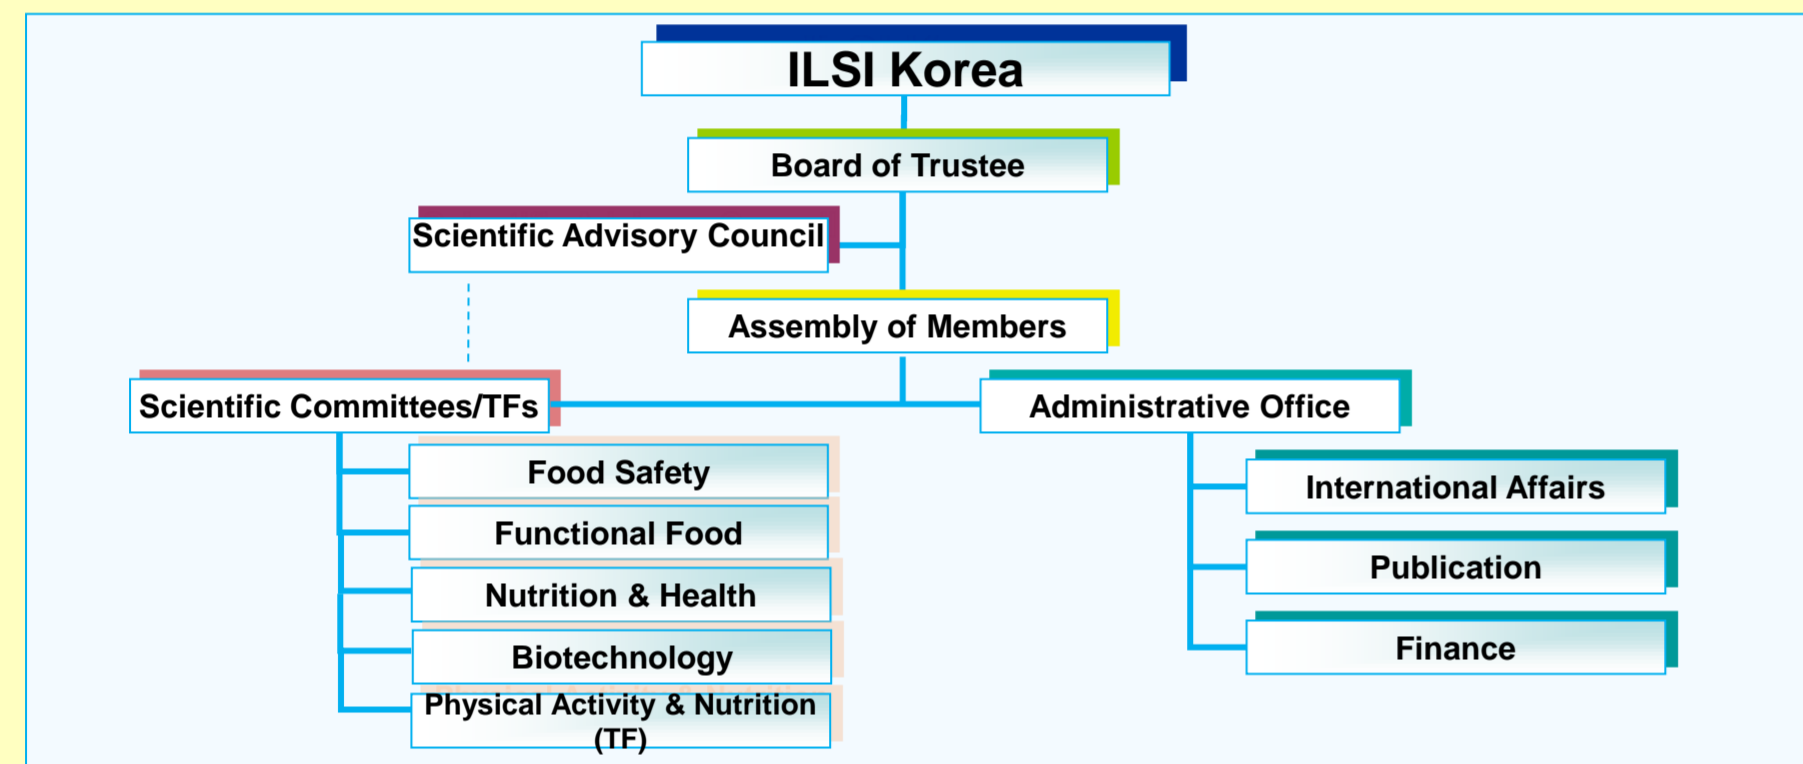 ILSI Korea
Board of Trustee
Scientific Advisory Council
Assembly of Members
Scientific Committees/TFs
Administrative Office
Food Safety
Functional Food
Nutrition & Health
Biotechnology
Physical Activity & Nutrition
(TF)
International Affairs
Publication
Finance